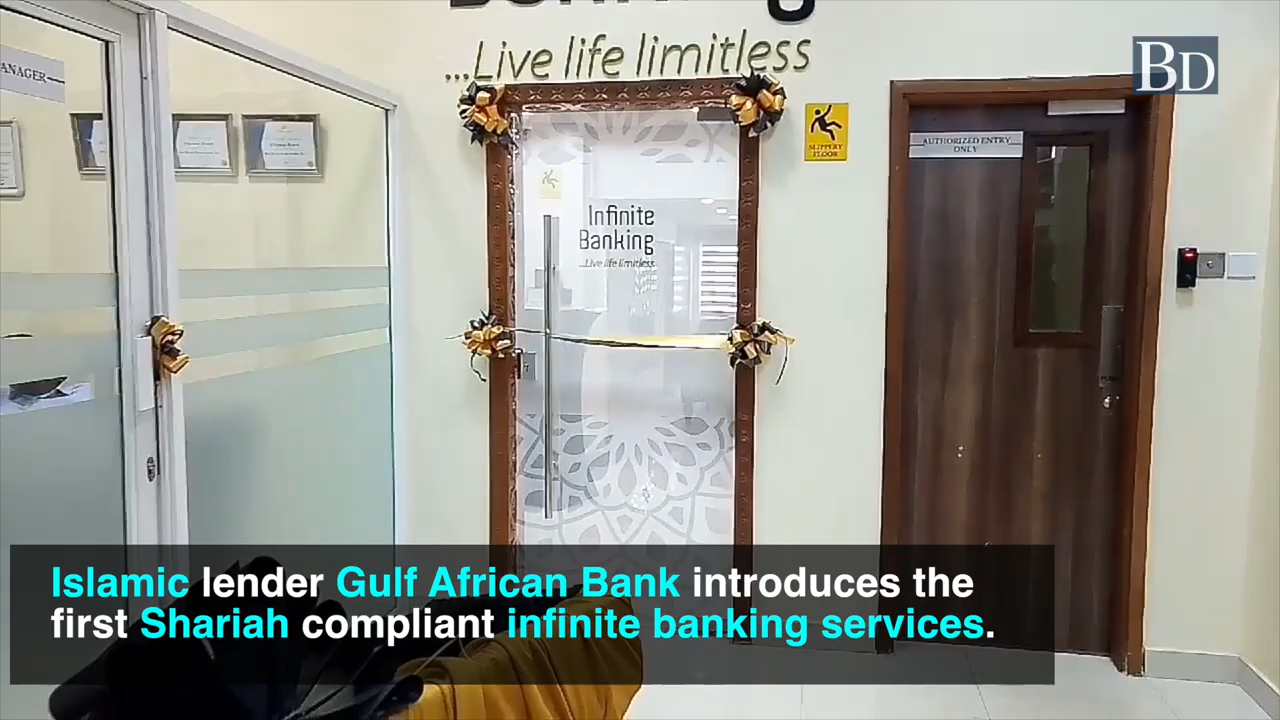 ...Live life limitless
BD
ANAGER
SLIPPERY
FLOOR
AUTHORIZED ENTRY
ONLY
Infinite
Banking
...Live life limitless
Islamic lender Gulf African Bank introduces the
first Shariah compliant infinite banking services.